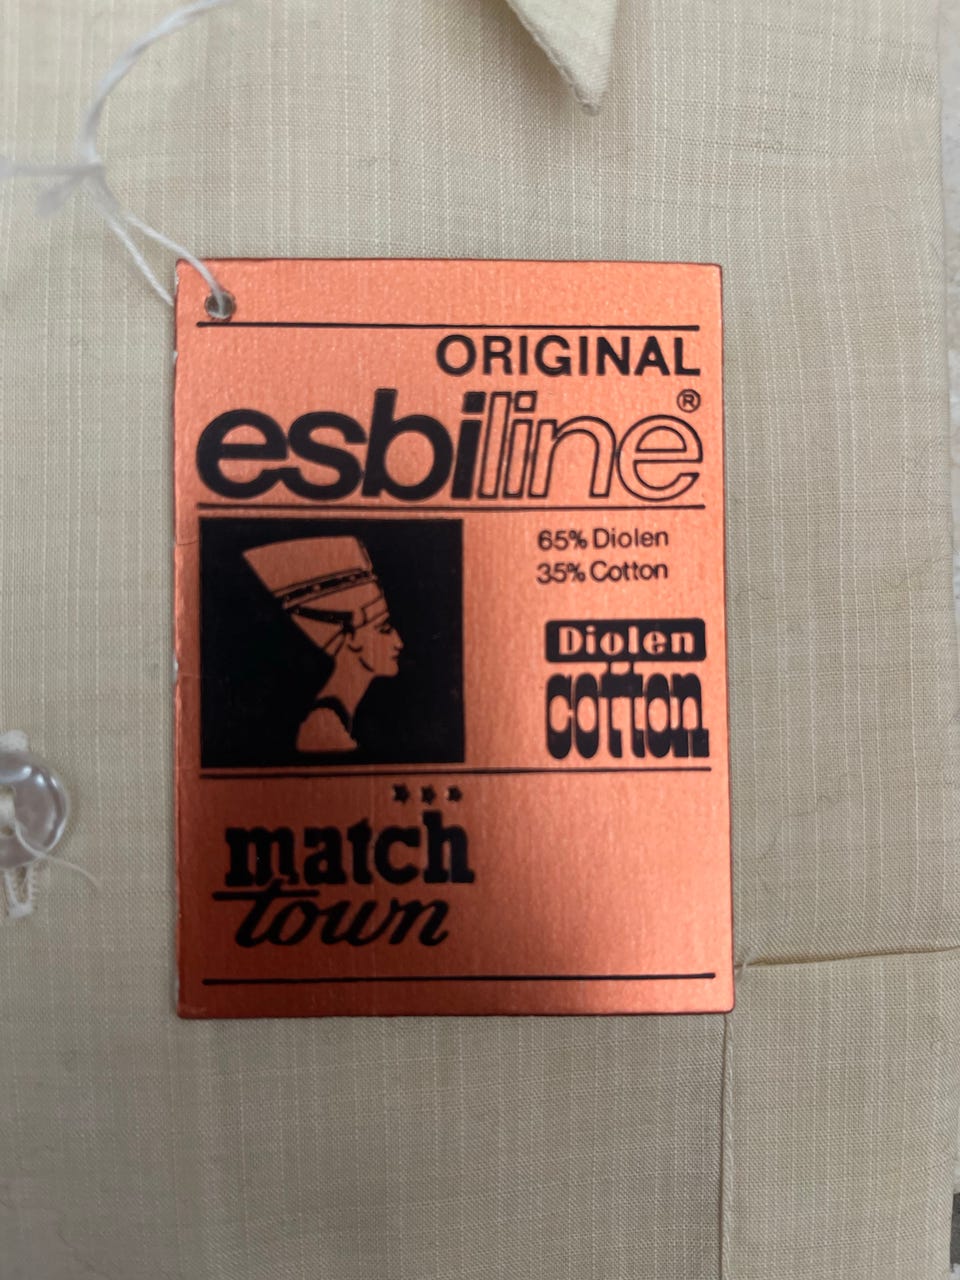 ORIGINAL
esbiline®
65% Diolen
35% Cotton
Diolen
cotton
match
town